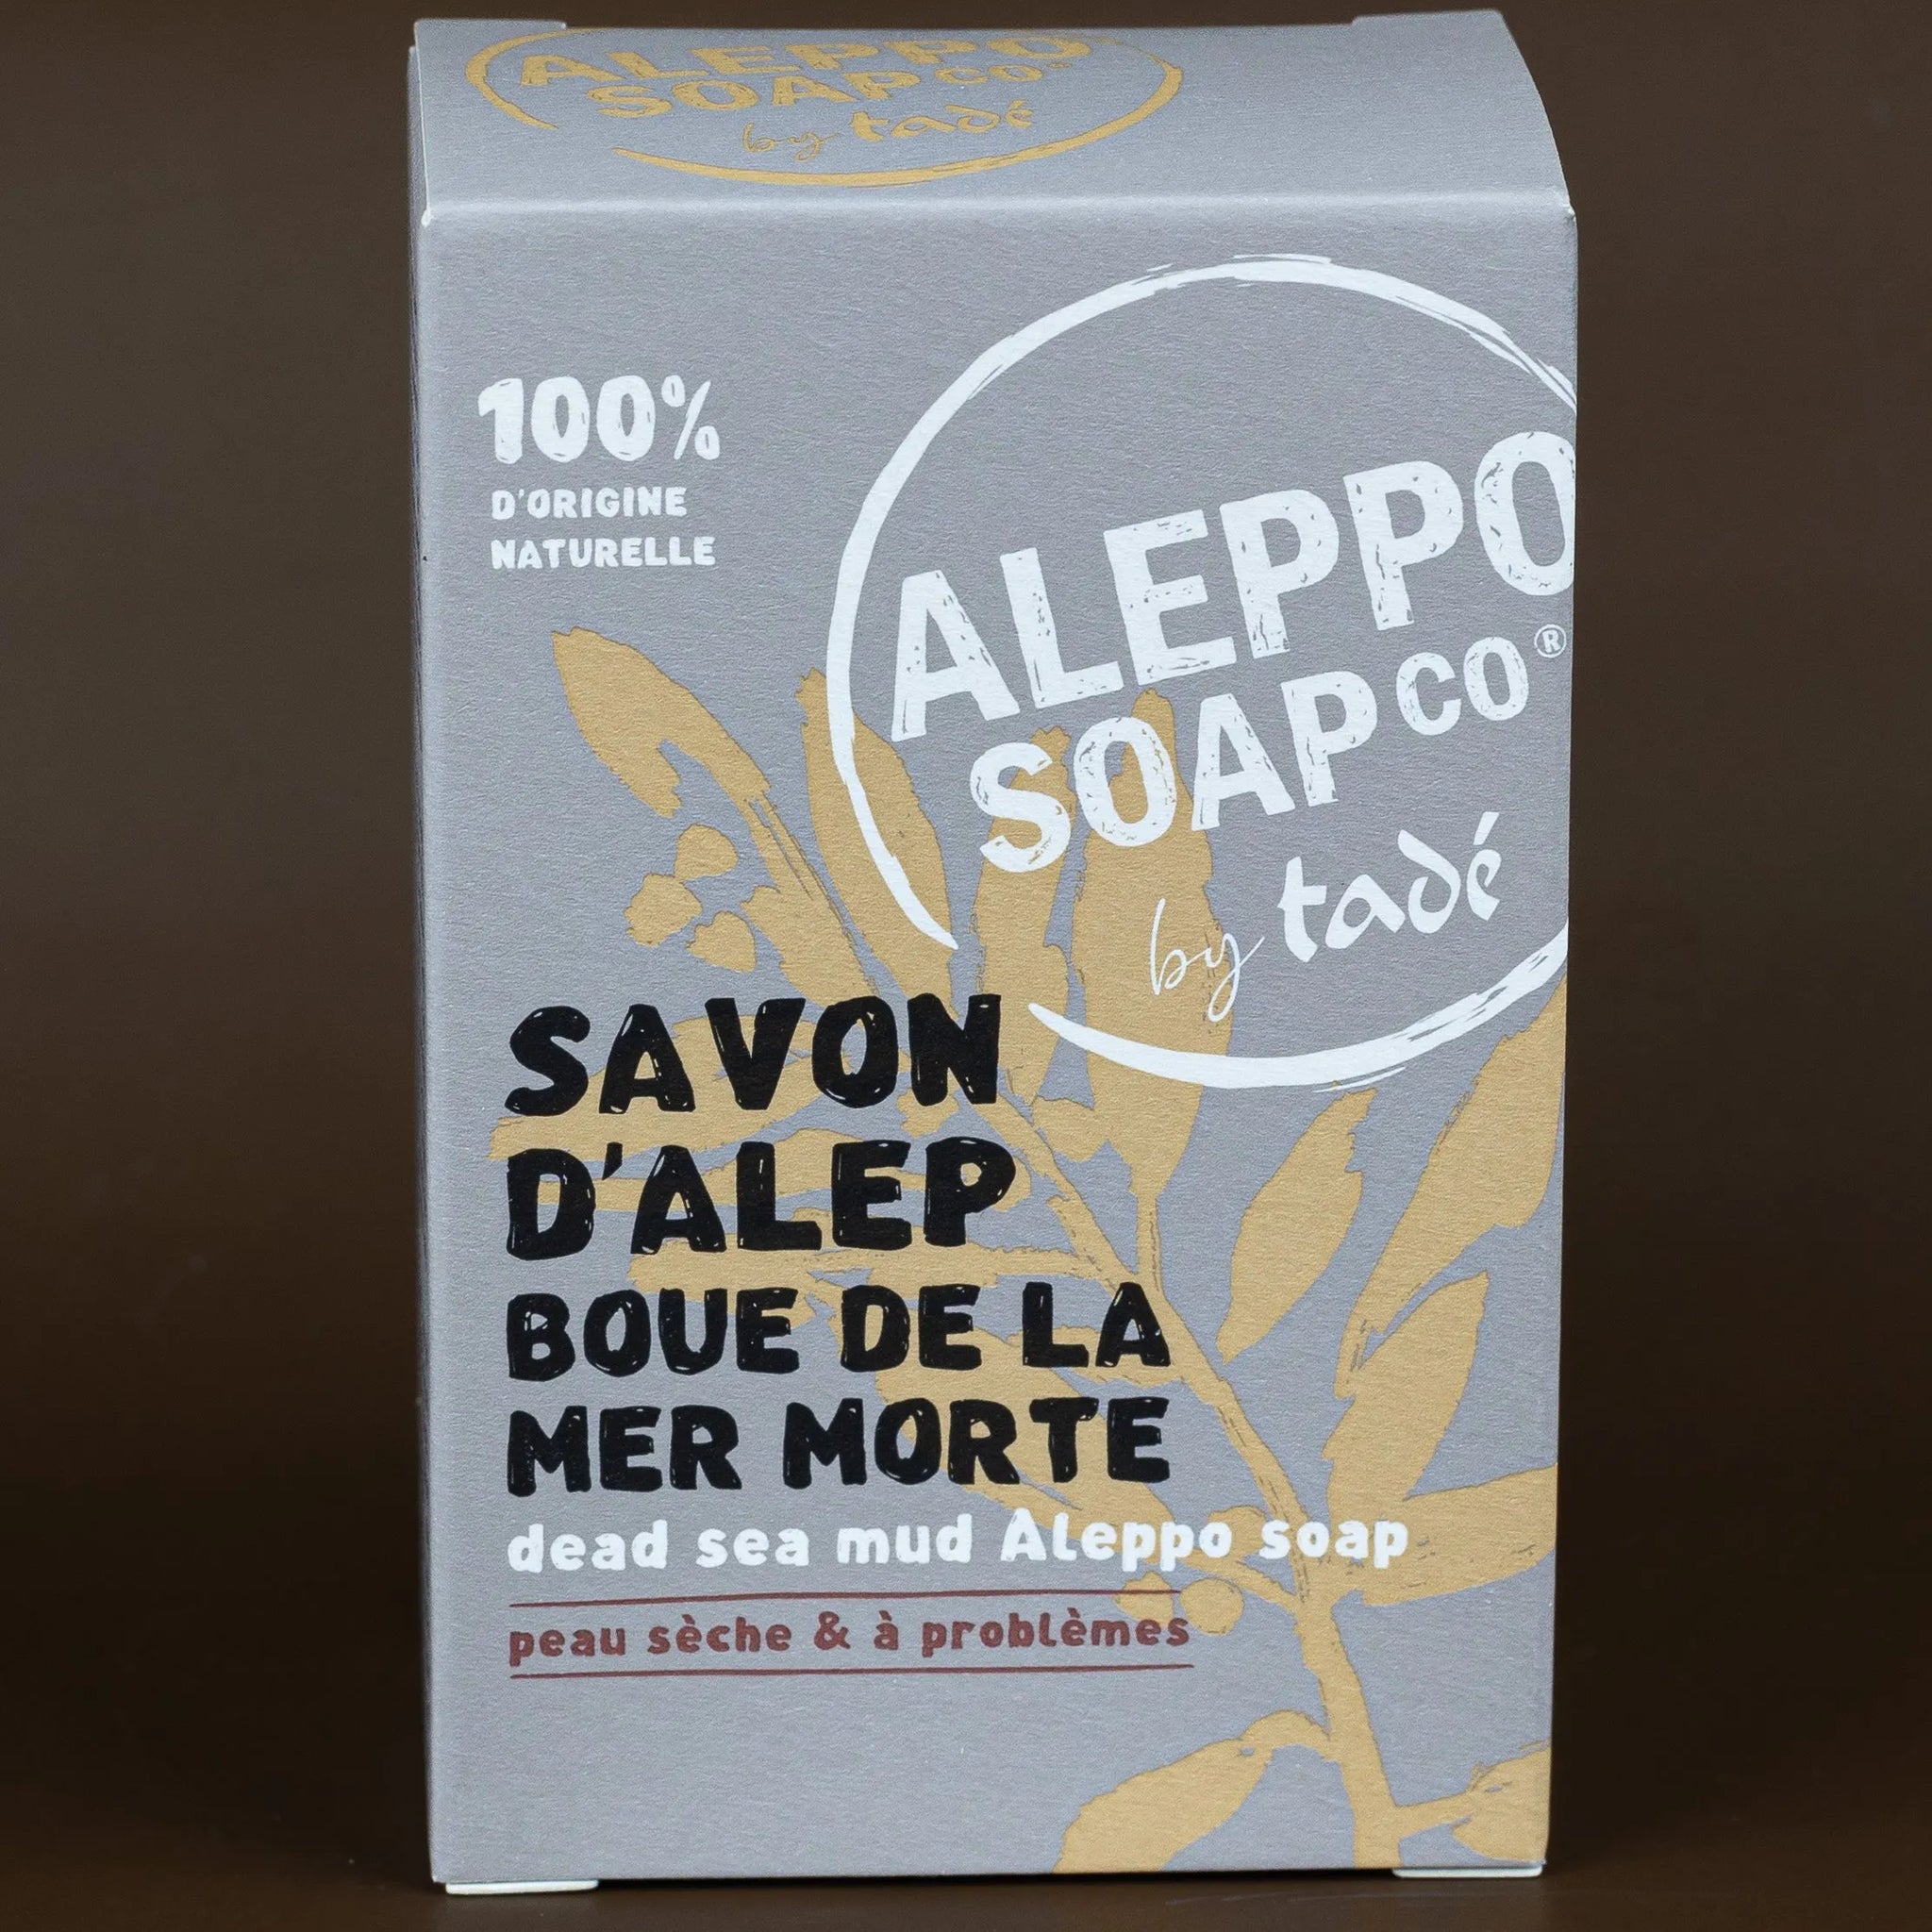 ALEPPO
SOAP CO®
by tadé
100%
D'ORIGINE
NATURELLE
ALEPPO
SOAP CO®
by tadé
SAVON
D'ALEP
BOUE DE LA
MER MORTE
dead sea mud Aleppo soap
peau sèche & à problèmes